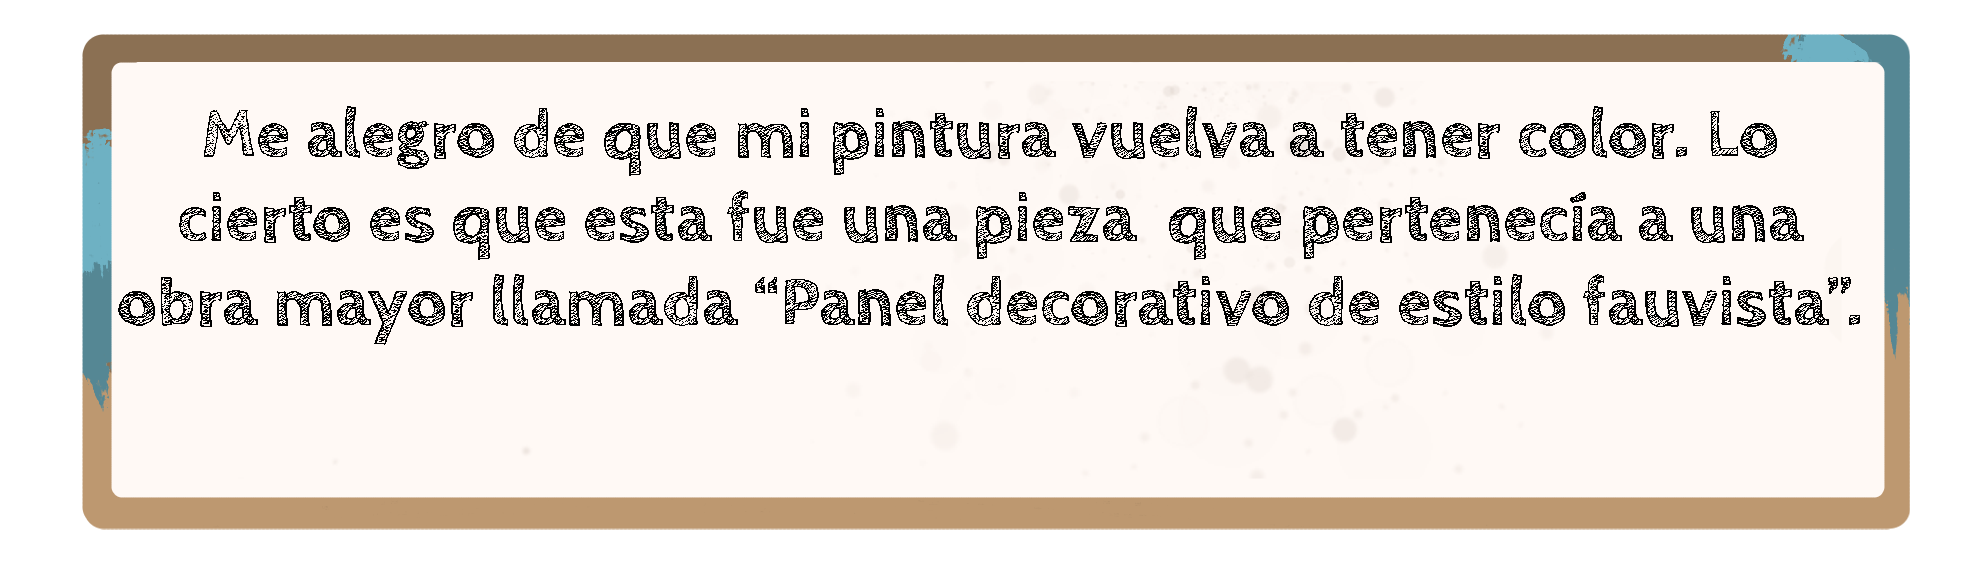 Me alegro de que mi pintura vuelva a tener color. Lo
cierto es que esta fue una pieza  que pertenecía a una
obra mayor llamada “Panel decorativo de estilo fauvista”.